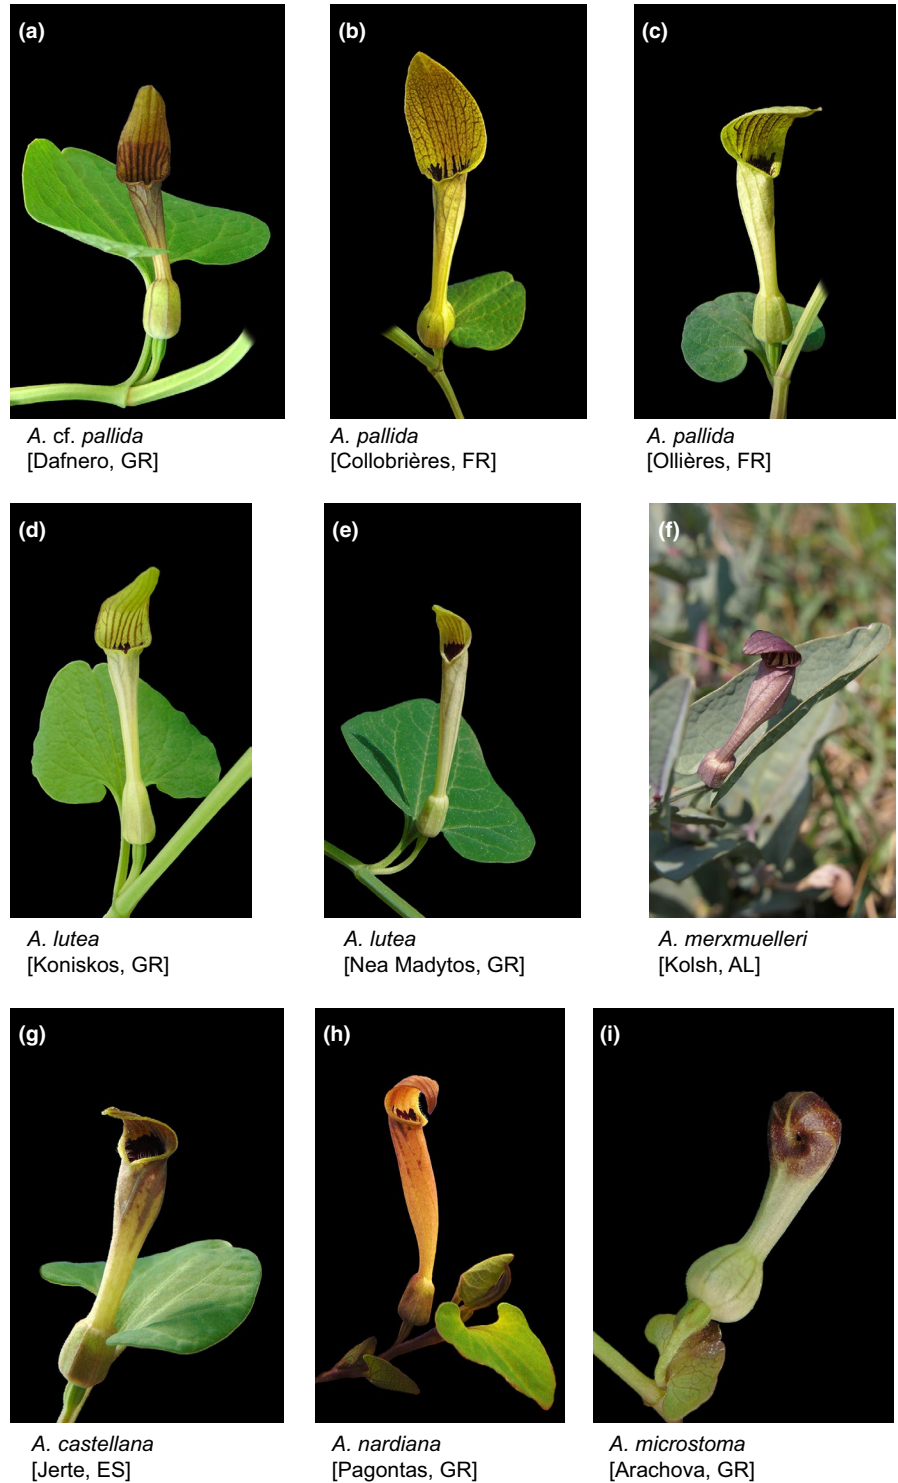 (a)
(b)
(c)
A. cf. pallida
[Dafnero, GR]
A. pallida
[Collobrières, FR]
A. pallida
[Ollières, FR]
(d)
(e)
(f)
A. lutea
[Koniskos, GR]
A. lutea
[Nea Madytos, GR]
A. merxmuelleri
[Kolsh, AL]
(g)
(h)
(i)
A. castellana
[Jerte, ES]
A. nardiana
[Pagontas, GR]
A. microstoma
[Arachova, GR]